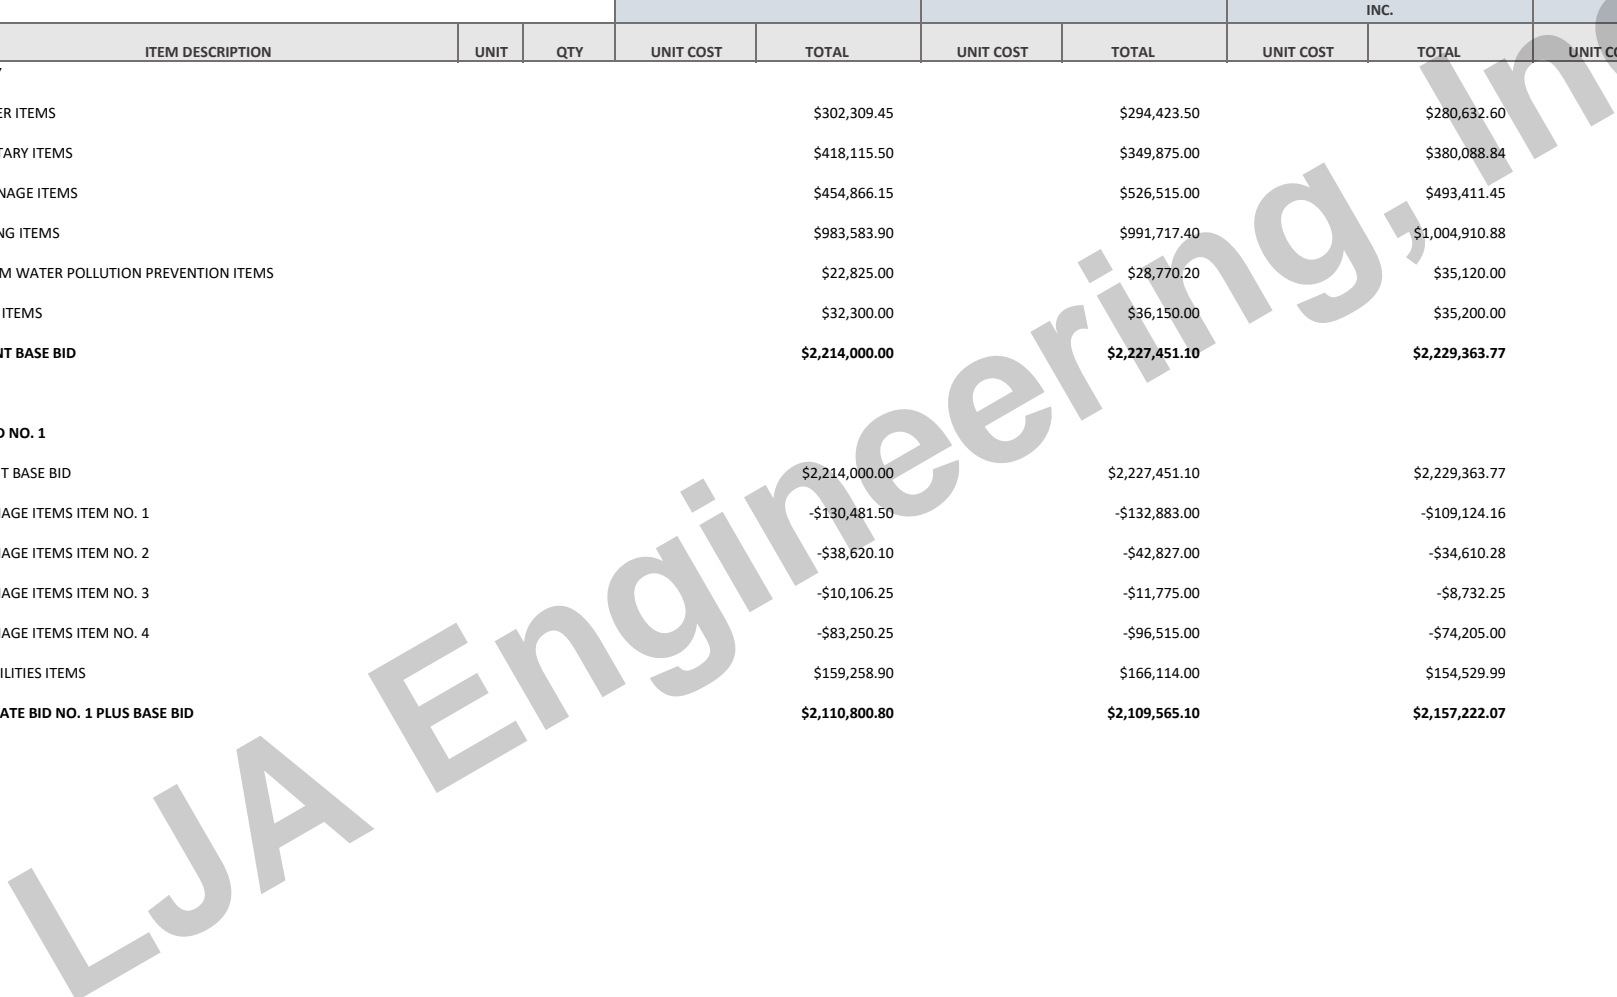 INC.
ITEM DESCRIPTION UNIT QTY UNIT COST TOTAL UNIT COST TOTAL UNIT COST TOTAL UNIT
ER ITEMS $302,309.45 $294,423.50 $280,632.60
TARY ITEMS $418,115.50 $349,875.00 $380,088.84
NAGE ITEMS $454,866.15 $526,515.00 $493,411.45
NG ITEMS $983,583.90 $991,717.40 $1,004,910.88
M WATER POLLUTION PREVENTION ITEMS $22,825.00 $28,770.20 $35,120.00
ITEMS $32,300.00 $36,150.00 $35,200.00
NT BASE BID $2,214,000.00 $2,227,451.10 $2,229,363.77
NO. 1
T BASE BID $2,214,000.00 $2,227,451.10 $2,229,363.77
AGE ITEMS ITEM NO. 1 -$130,481.50 -$132,883.00 -$109,124.16
AGE ITEMS ITEM NO. 2 -$38,620.10 -$42,827.00 -$34,610.28
AGE ITEMS ITEM NO. 3 -$10,106.25 -$11,775.00 -$8,732.25
AGE ITEMS ITEM NO. 4 -$83,250.25 -$96,515.00 -$74,205.00
ILITIES ITEMS $159,258.90 $166,114.00 $154,529.99
ATE BID NO. 1 PLUS BASE BID $2,110,800.80 $2,109,565.10 $2,157,222.07
LJA Engineering, Inc